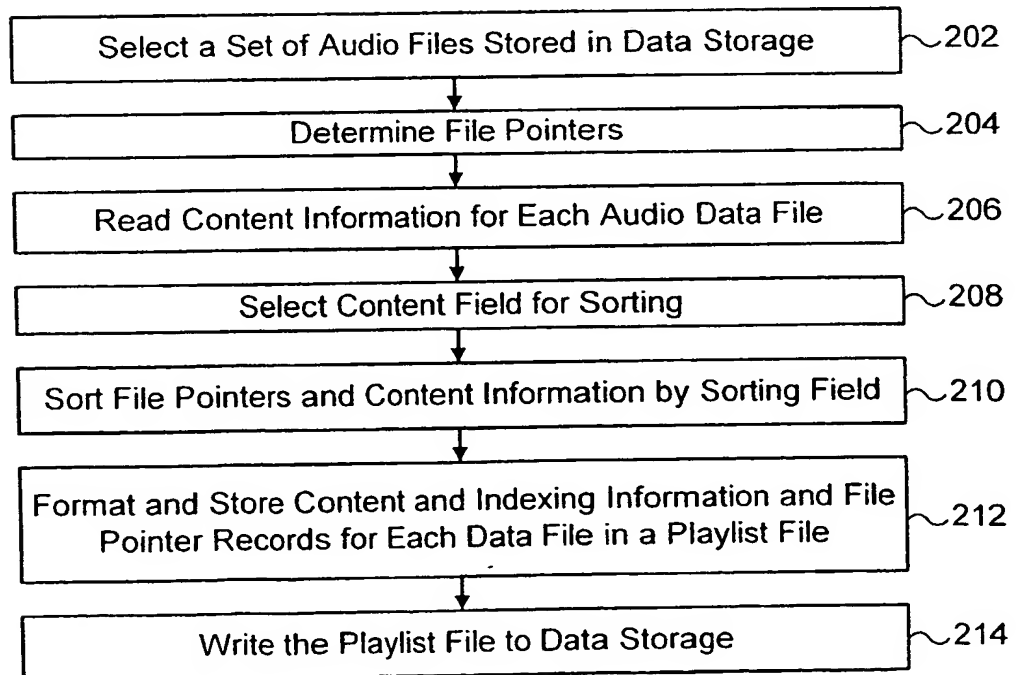 Select a Set of Audio Files Stored in Data Storage 202
Determine File Pointers 204
Read Content Information for Each Audio Data File 206
Select Content Field for Sorting 208
Sort File Pointers and Content Information by Sorting Field 210
Format and Store Content and Indexing Information and File
Pointer Records for Each Data File in a Playlist File 212
Write the Playlist File to Data Storage 214